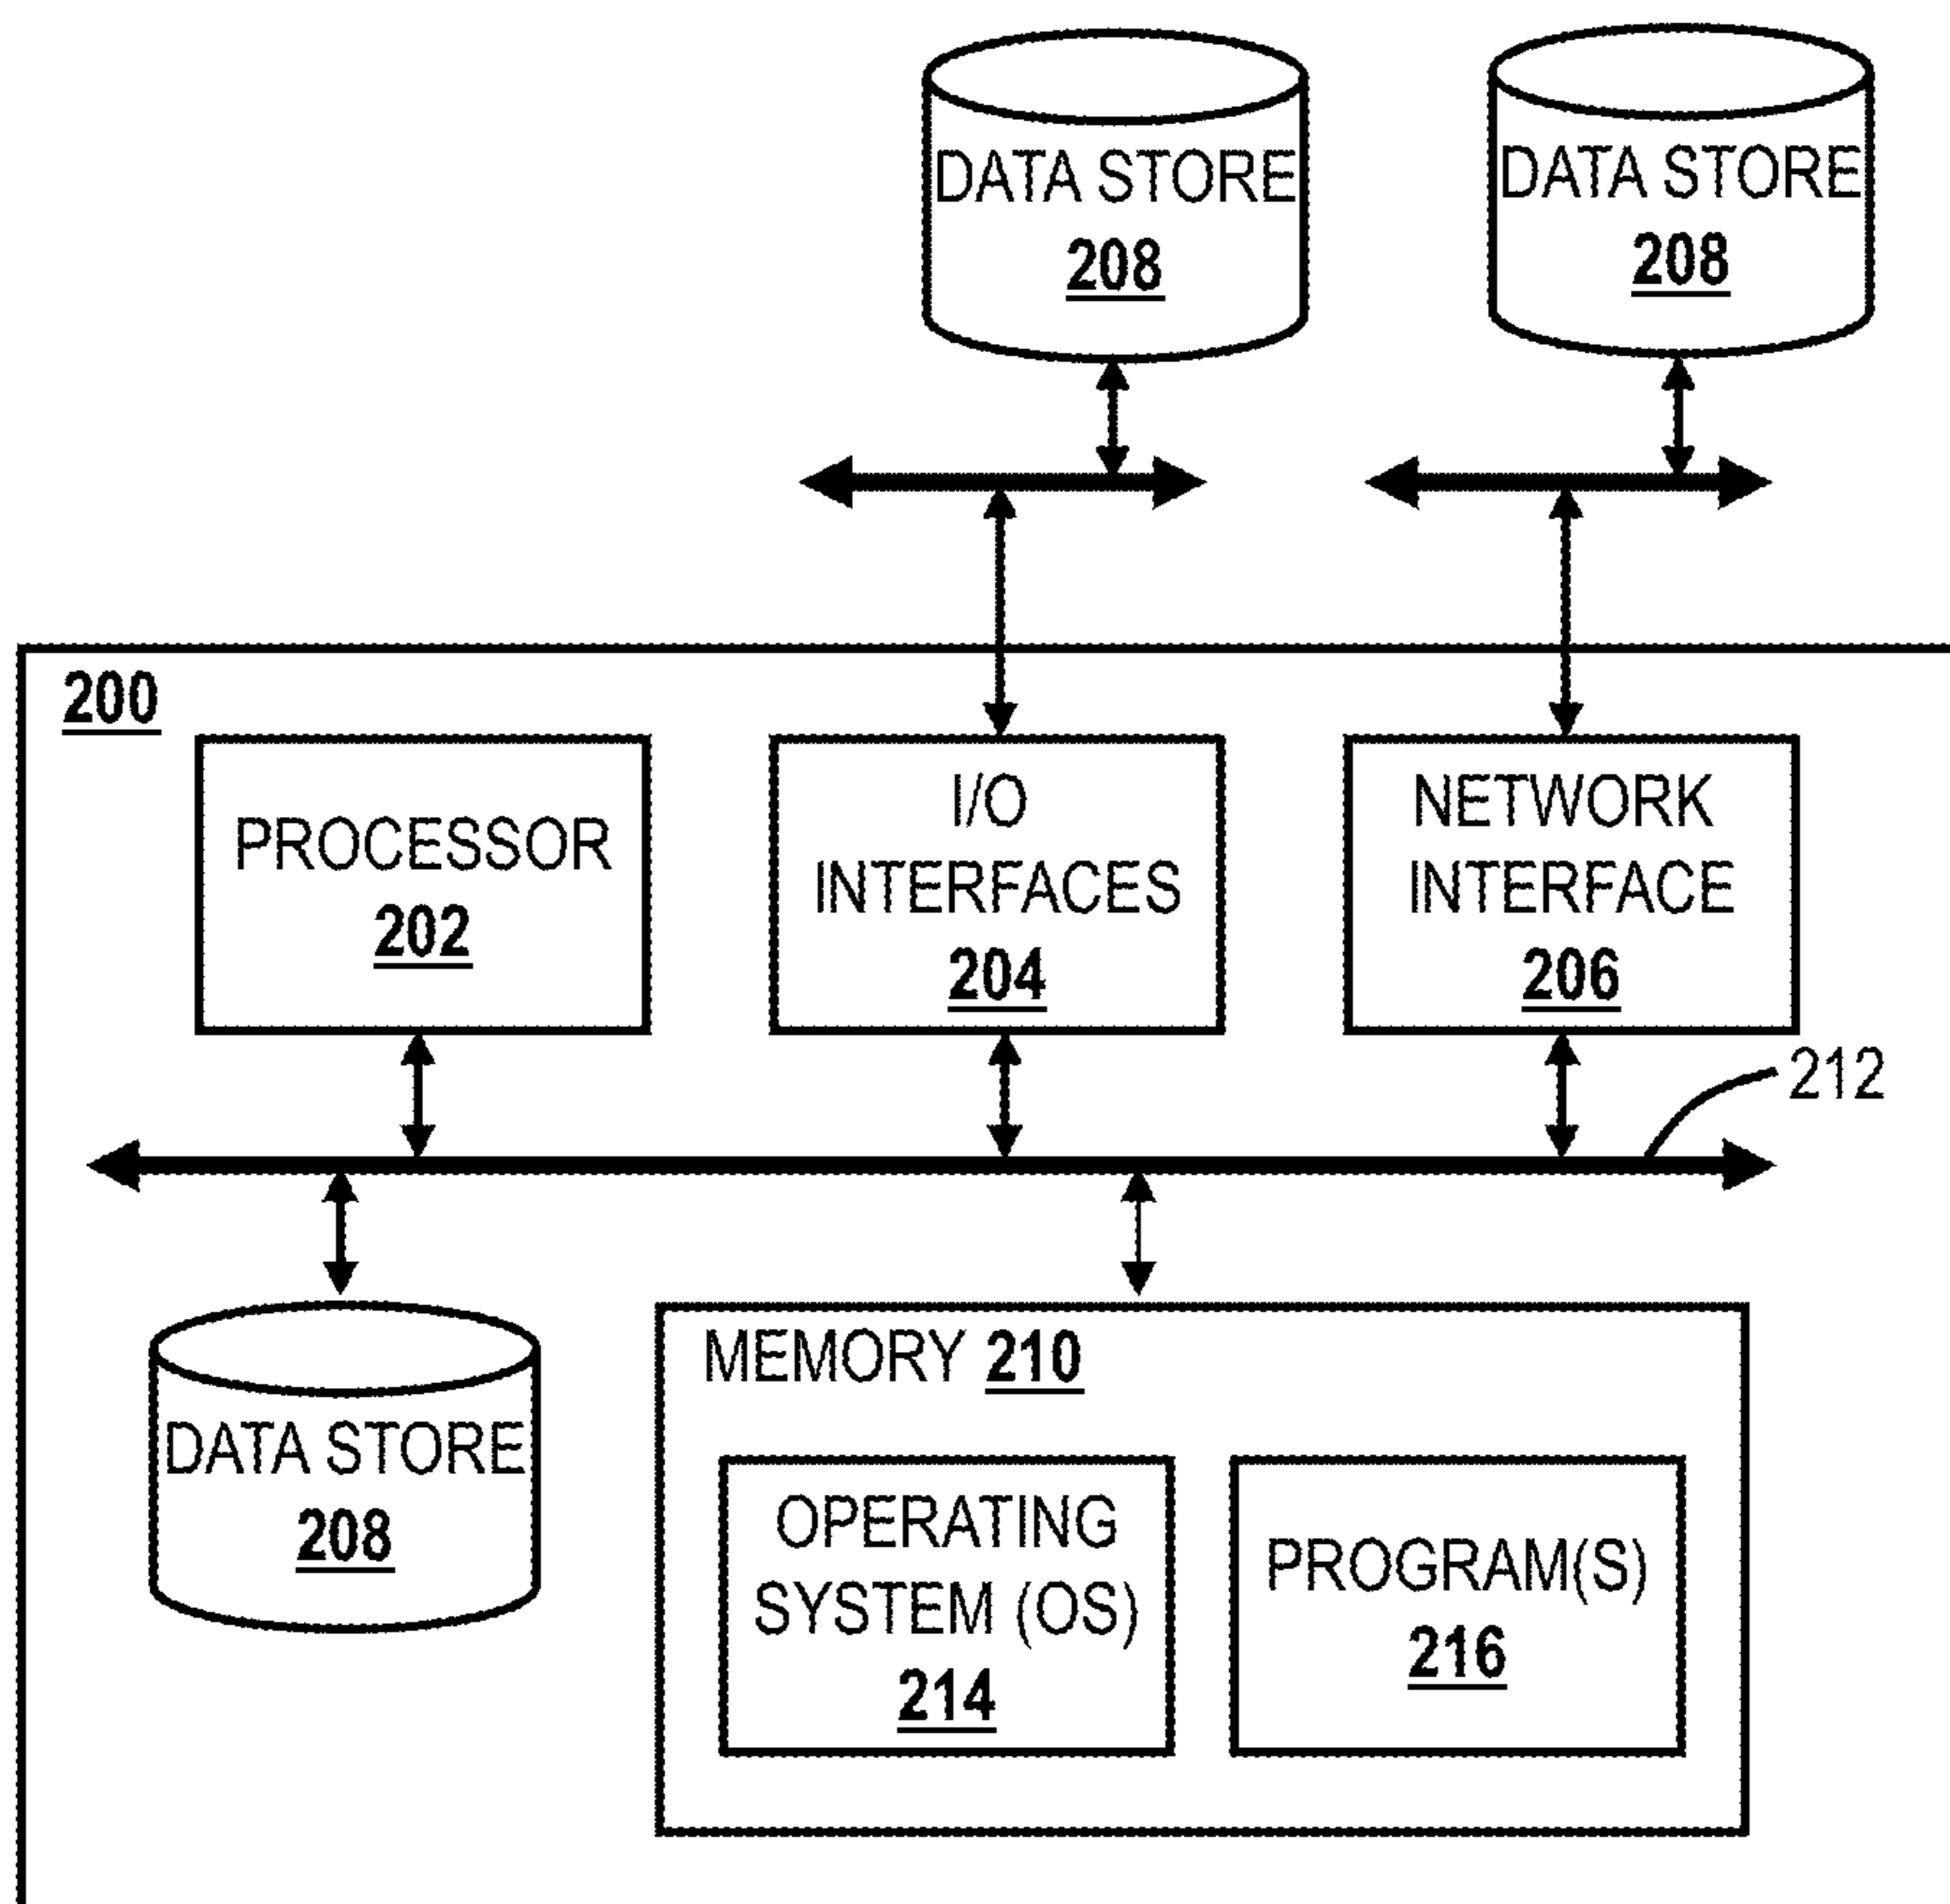 DATA STORE
208
DATA STORE
208
200
PROCESSOR
202
I/O
INTERFACES
204
NETWORK
INTERFACE
206
212
DATA STORE
208
MEMORY 210
OPERATING
SYSTEM (OS)
214
PROGRAM(S)
216